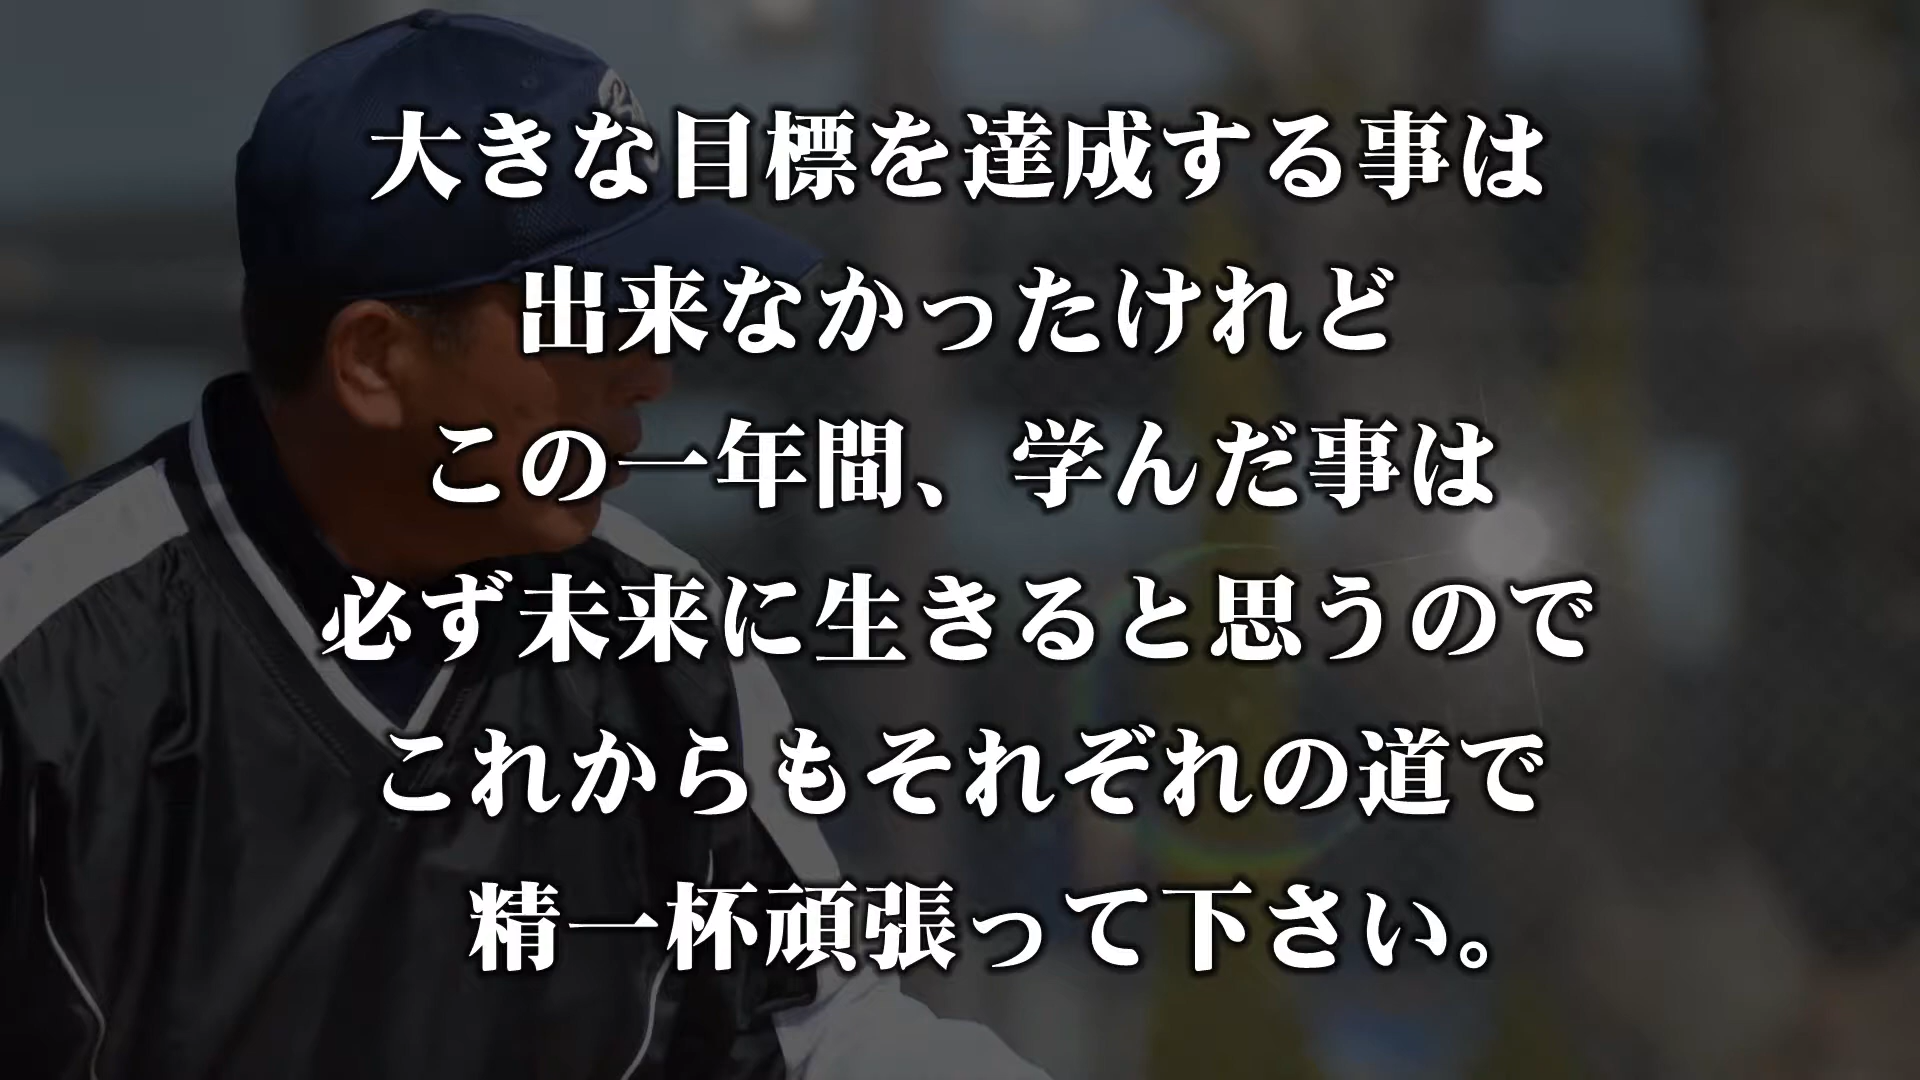 大きな目標を達成する事は
出来なかったけれど
この一年間、学んだ事は
必ず未来に生きると思うので
これからもそれぞれの道で
精一杯頑張って下さい。